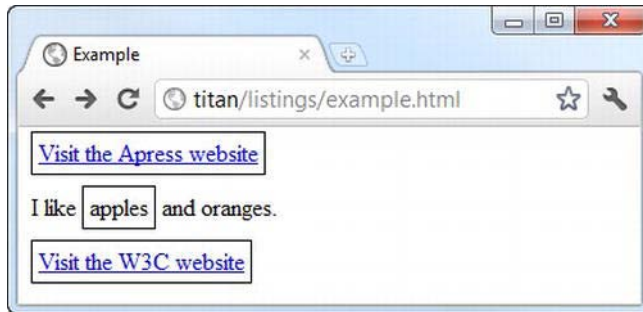 Example
titan/listings/example.html
Visit the Apress website
I like apples and oranges.
Visit the W3C website